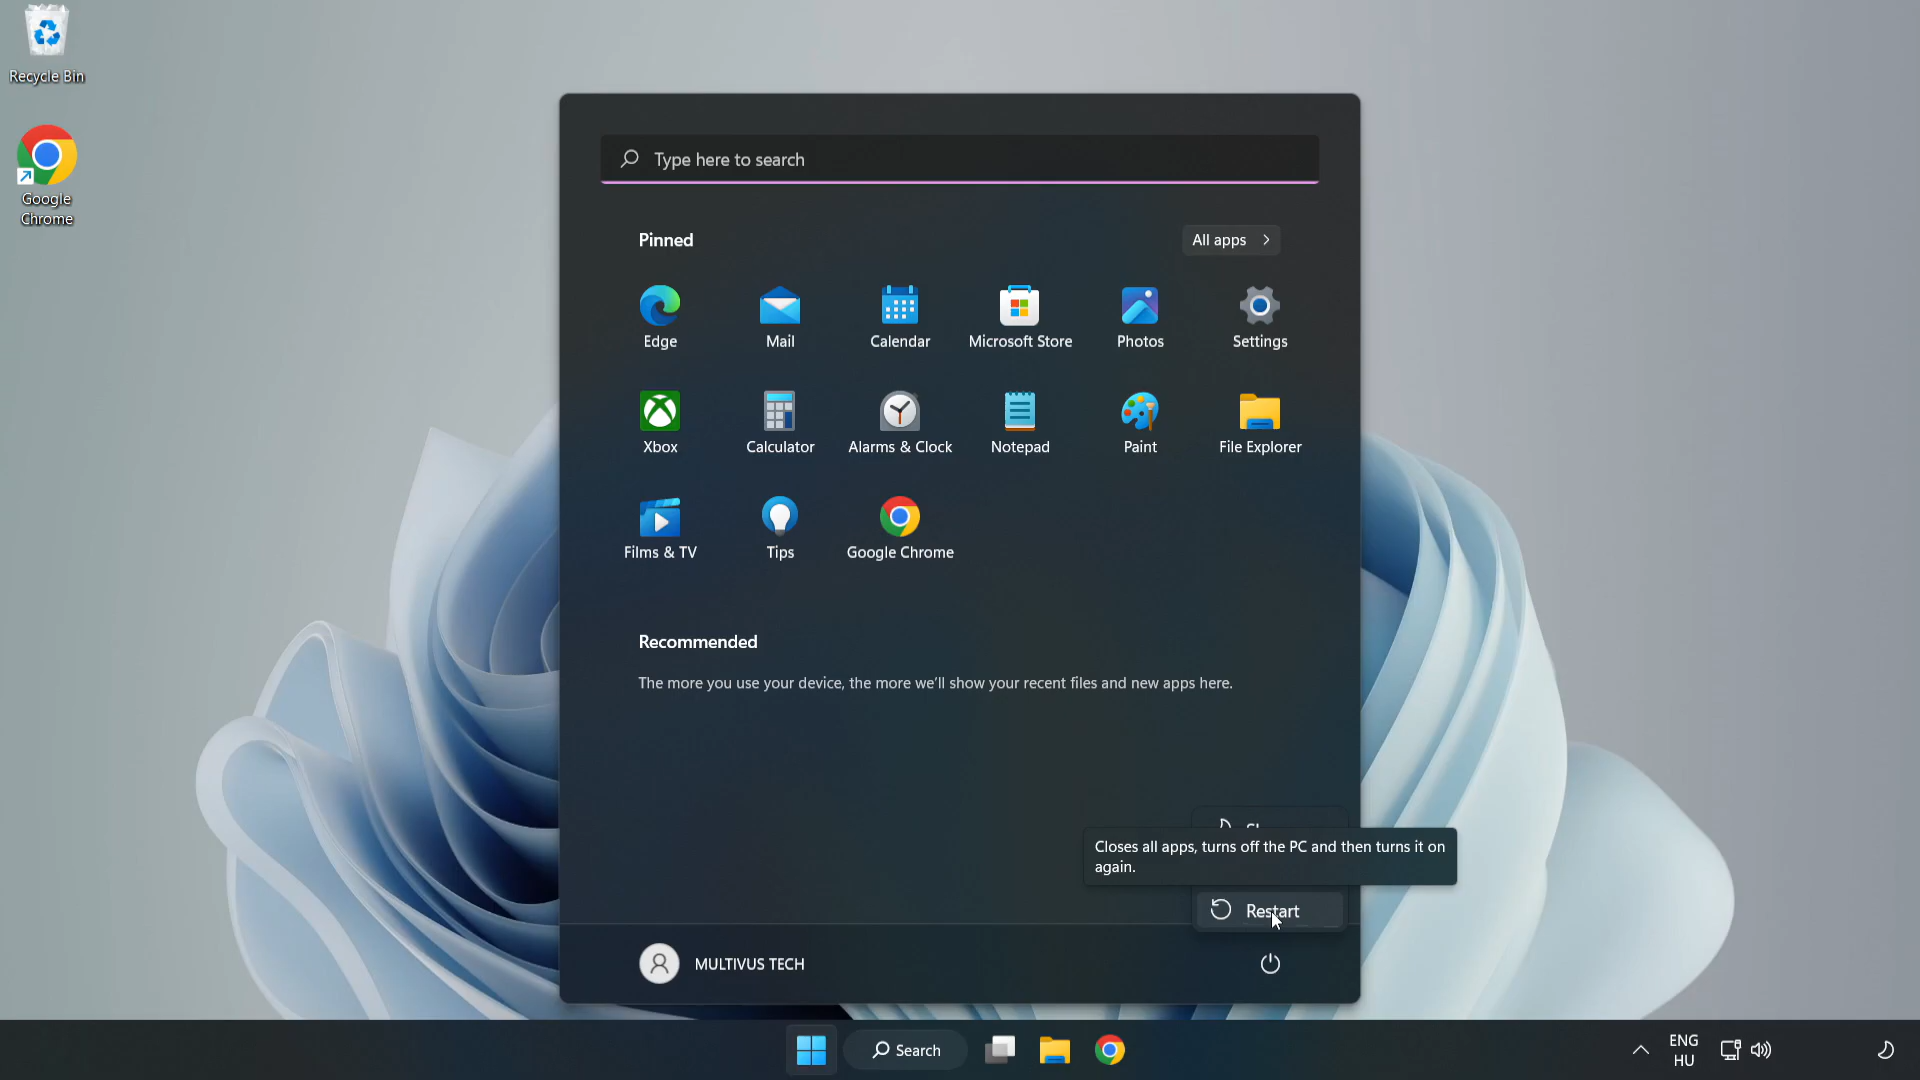 Recycle Bin
Google
Chrome
Type here to search
Pinned
All apps
Edge
Mail
Calendar
Microsoft Store
Photos
Settings
Xbox
Calculator
Alarms & Clock
Notepad
Paint
File Explorer
Films & TV
Tips
Google Chrome
Recommended
The more you use your device, the more we'll show your recent files and new apps here.
Closes all apps, turns off the PC and then turns it on
again.
Restart
MULTIVUS TECH
Search
ENG
HU